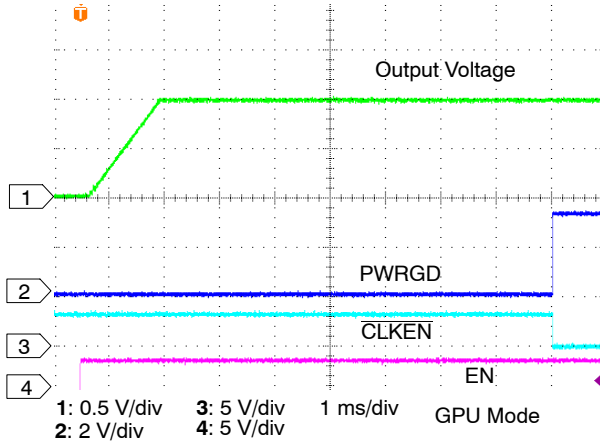 T
Output Voltage
1
PWRGD
2
CLKEN
3
EN
4
1: 0.5 V/div 3: 5 V/div 1 ms/div GPU Mode
2: 2 V/div 4: 5 V/div